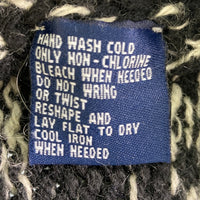 HAND WASH COLD
ONLY NON-CHLORINE
BLEACH WHEN NEEDED
DO NOT WRING
OR TWIST
RESHAPE AND
LAY FLAT TO DRY
COOL IRON
WHEN NEEDED